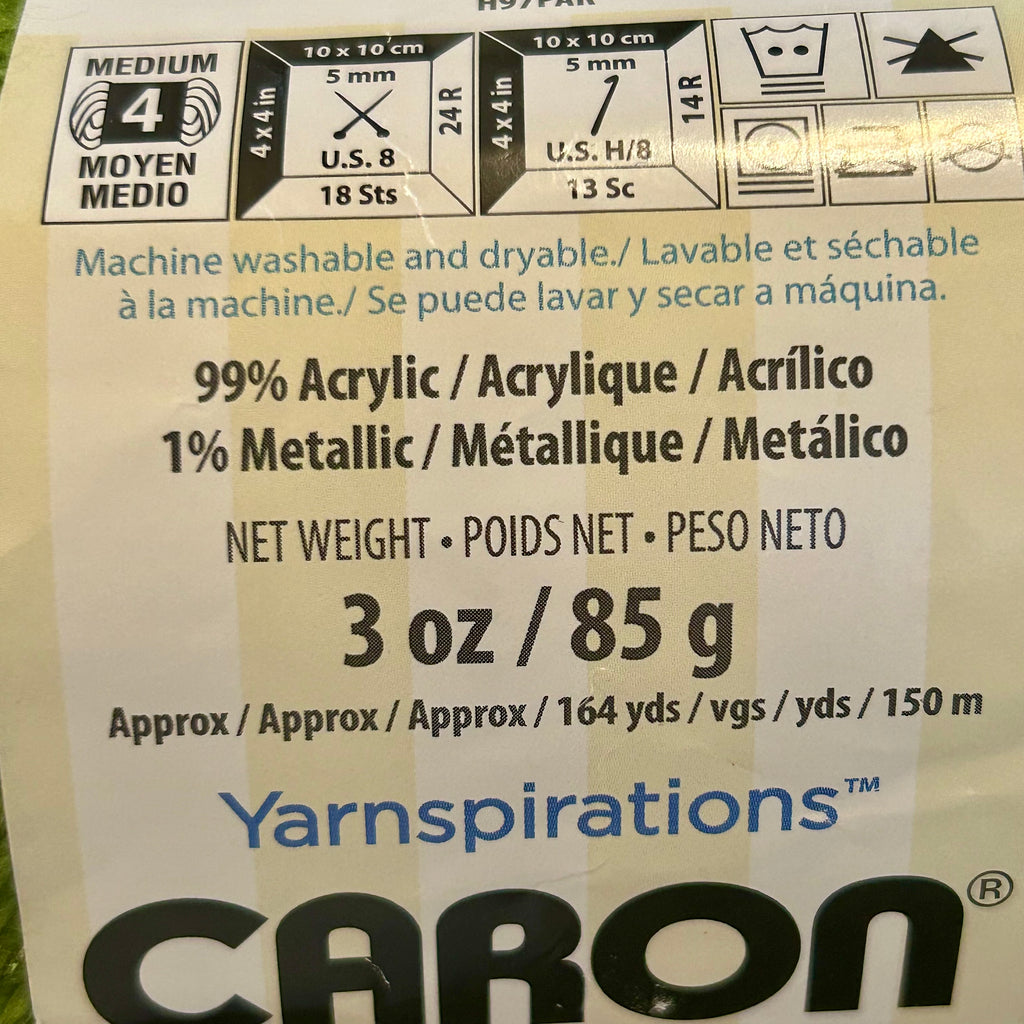 MEDIUM
4
MOYEN
MEDIO
10 x 10 cm
4 x 4 in
5 mm
24 R
U.S. 8
18 Sts
10 x 10 cm
4 x 4 in
5 mm
14 R
U.S. H/8
13 Sc
Machine washable and dryable./ Lavable et séchable
à la machine./ Se puede lavar y secar a máquina.
99% Acrylic / Acrylique / Acrílico
1% Metallic / Métallique / Metálico
NET WEIGHT • POIDS NET • PESO NETO
3 oz / 85 g
Approx / Approx / Approx / 164 yds / vgs / yds / 150 m
Yarnspirations™
CARON®